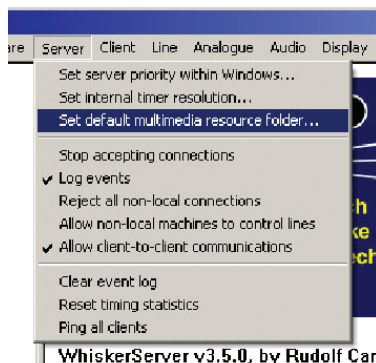 are Server Client Line Analogue Audio Display
Set server priority within Windows...
Set internal timer resolution...
Set default multimedia resource folder...
Stop accepting connections
Log events
Reject all non-local connections
Allow non-local machines to control lines
Allow client-to-client communications
Clear event log
Reset timing statistics
Ping all clients
h
ke
ech
WhiskerServer v3.5.0, by Rudolf Car